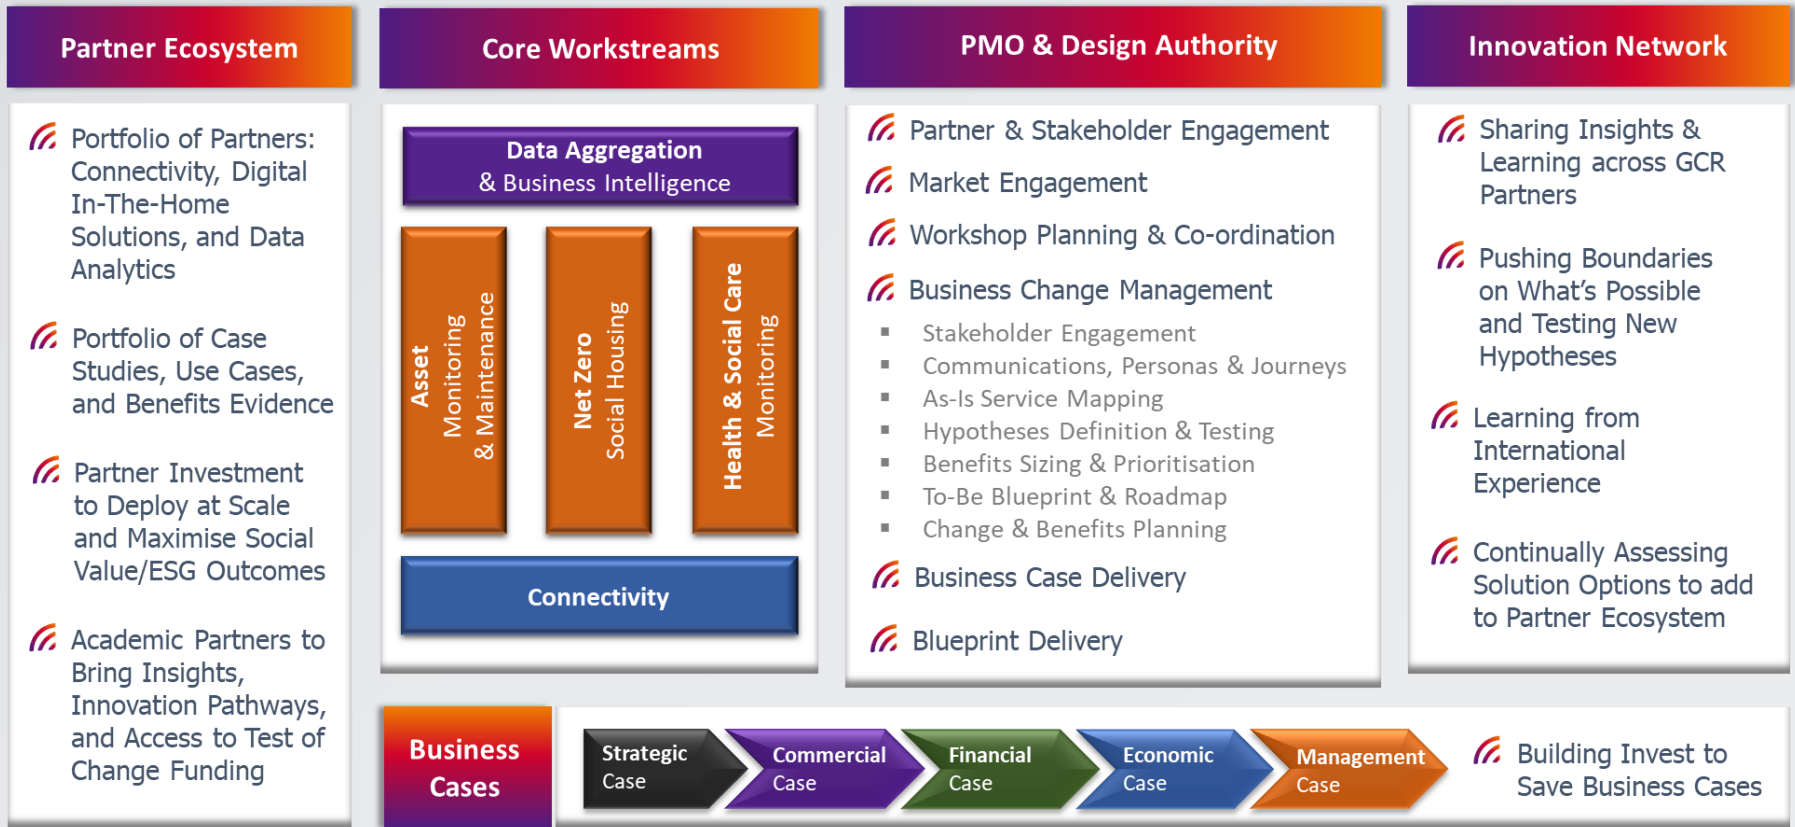 Partner Ecosystem
Portfolio of Partners:
Connectivity, Digital
In-The-Home
Solutions, and Data
Analytics
Portfolio of Case
Studies, Use Cases,
and Benefits Evidence
Partner Investment
to Deploy at Scale
and Maximise Social
Value/ESG Outcomes
Academic Partners to
Bring Insights,
Innovation Pathways,
and Access to Test of
Change Funding
Core Workstreams
Data Aggregation
& Business Intelligence
Asset
Monitoring
& Maintenance
Net Zero
Social Housing
Health & Social Care
Monitoring
Connectivity
PMO & Design Authority
Partner & Stakeholder Engagement
Market Engagement
Workshop Planning & Co-ordination
Business Change Management
Stakeholder Engagement
Communications, Personas & Journeys
As-Is Service Mapping
Hypotheses Definition & Testing
Benefits Sizing & Prioritisation
To-Be Blueprint & Roadmap
Change & Benefits Planning
Business Case Delivery
Blueprint Delivery
Innovation Network
Sharing Insights &
Learning across GCR
Partners
Pushing Boundaries
on What's Possible
and Testing New
Hypotheses
Learning from
International
Experience
Continually Assessing
Solution Options to add
to Partner Ecosystem
Business
Cases
Strategic
Case
Commercial
Case
Financial
Case
Economic
Case
Management
Case
Building Invest to
Save Business Cases